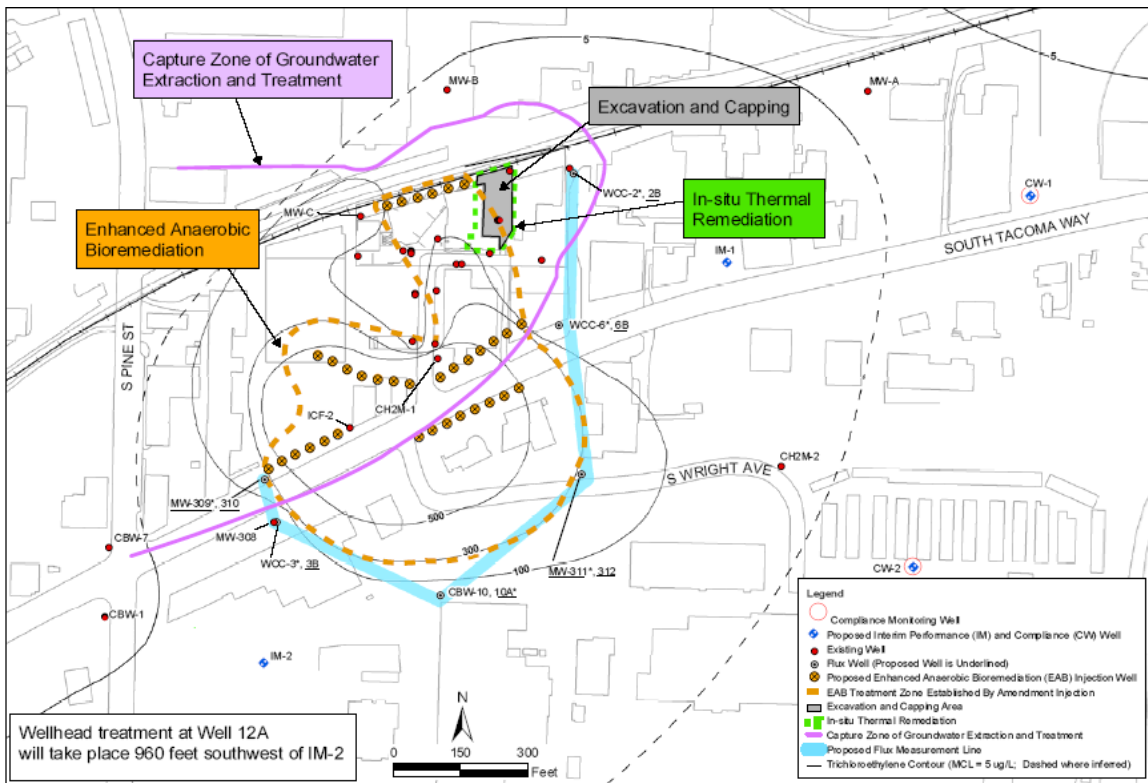 5
Capture Zone of Groundwater
Extraction and Treatment
MW-B
MW-A
Excavation and Capping
WCC-2*, 2B
CW-1
In-situ Thermal
Remediation
MW-C
Enhanced Anaerobic
Bioremediation
SOUTH TACOMA WAY
IM-1
S PINE ST
WCC-6*, 6B
CH2M-1
ICF-2
CH2M-2
S WRIGHT AVE
MW-309*, 310
500
MW-308
300
CBW-7
WCC-3*, 3B
100
MW-311*, 312
CW-2
CBW-10, 10A*
CBW-1
IM-2
Legend
Compliance Monitoring Well
Proposed Interim Performance (IM) and Compliance (CW) Well
Existing Well
Flux Well (Proposed Well is Underlined)
Proposed Enhanced Anaerobic Bioremediation (EAB) Injection Well
EAB Treatment Zone Established By Amendment Injection
Excavation and Capping Area
In-situ Thermal Remediation
Capture Zone of Groundwater Extraction and Treatment
Proposed Flux Measurement Line
Trichloroethylene Contour (MCL = 5 ug/L; Dashed where inferred)
N
Wellhead treatment at Well 12A
will take place 960 feet southwest of IM-2
0 150 300
Feet